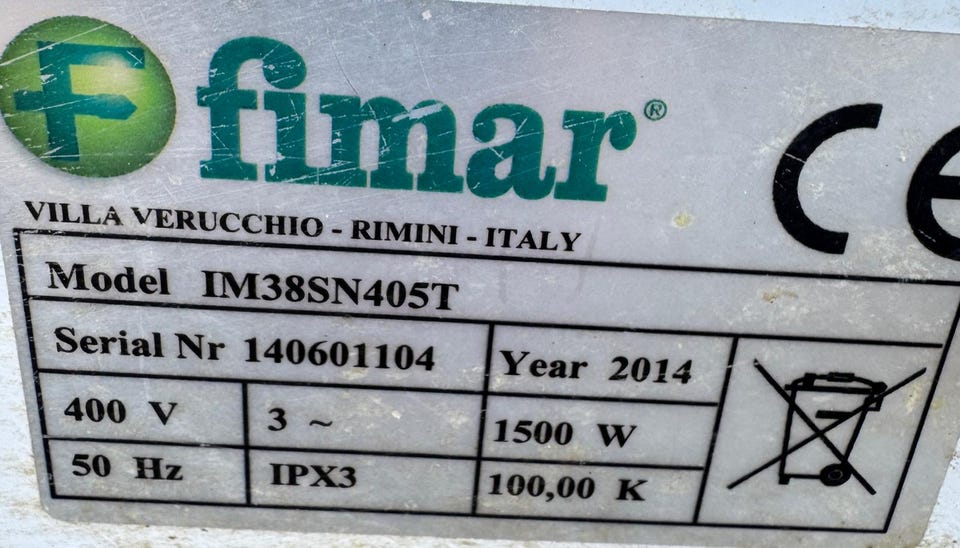 fimar®
CE
VILLA VERUCCHIO - RIMINI - ITALY
Model IM38SN405T
Serial Nr 140601104 Year 2014
400 V 3 ~ 1500 W
50 Hz IPX3 100,00 K